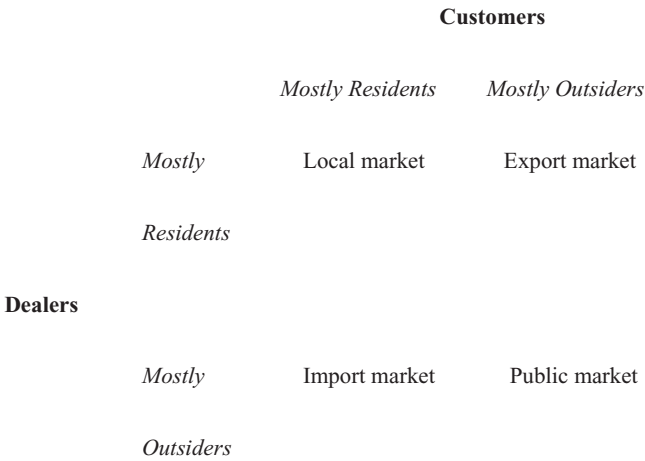 Customers
Mostly Residents Mostly Outsiders
Mostly Local market Export market
Residents
Dealers
Mostly Import market Public market
Outsiders